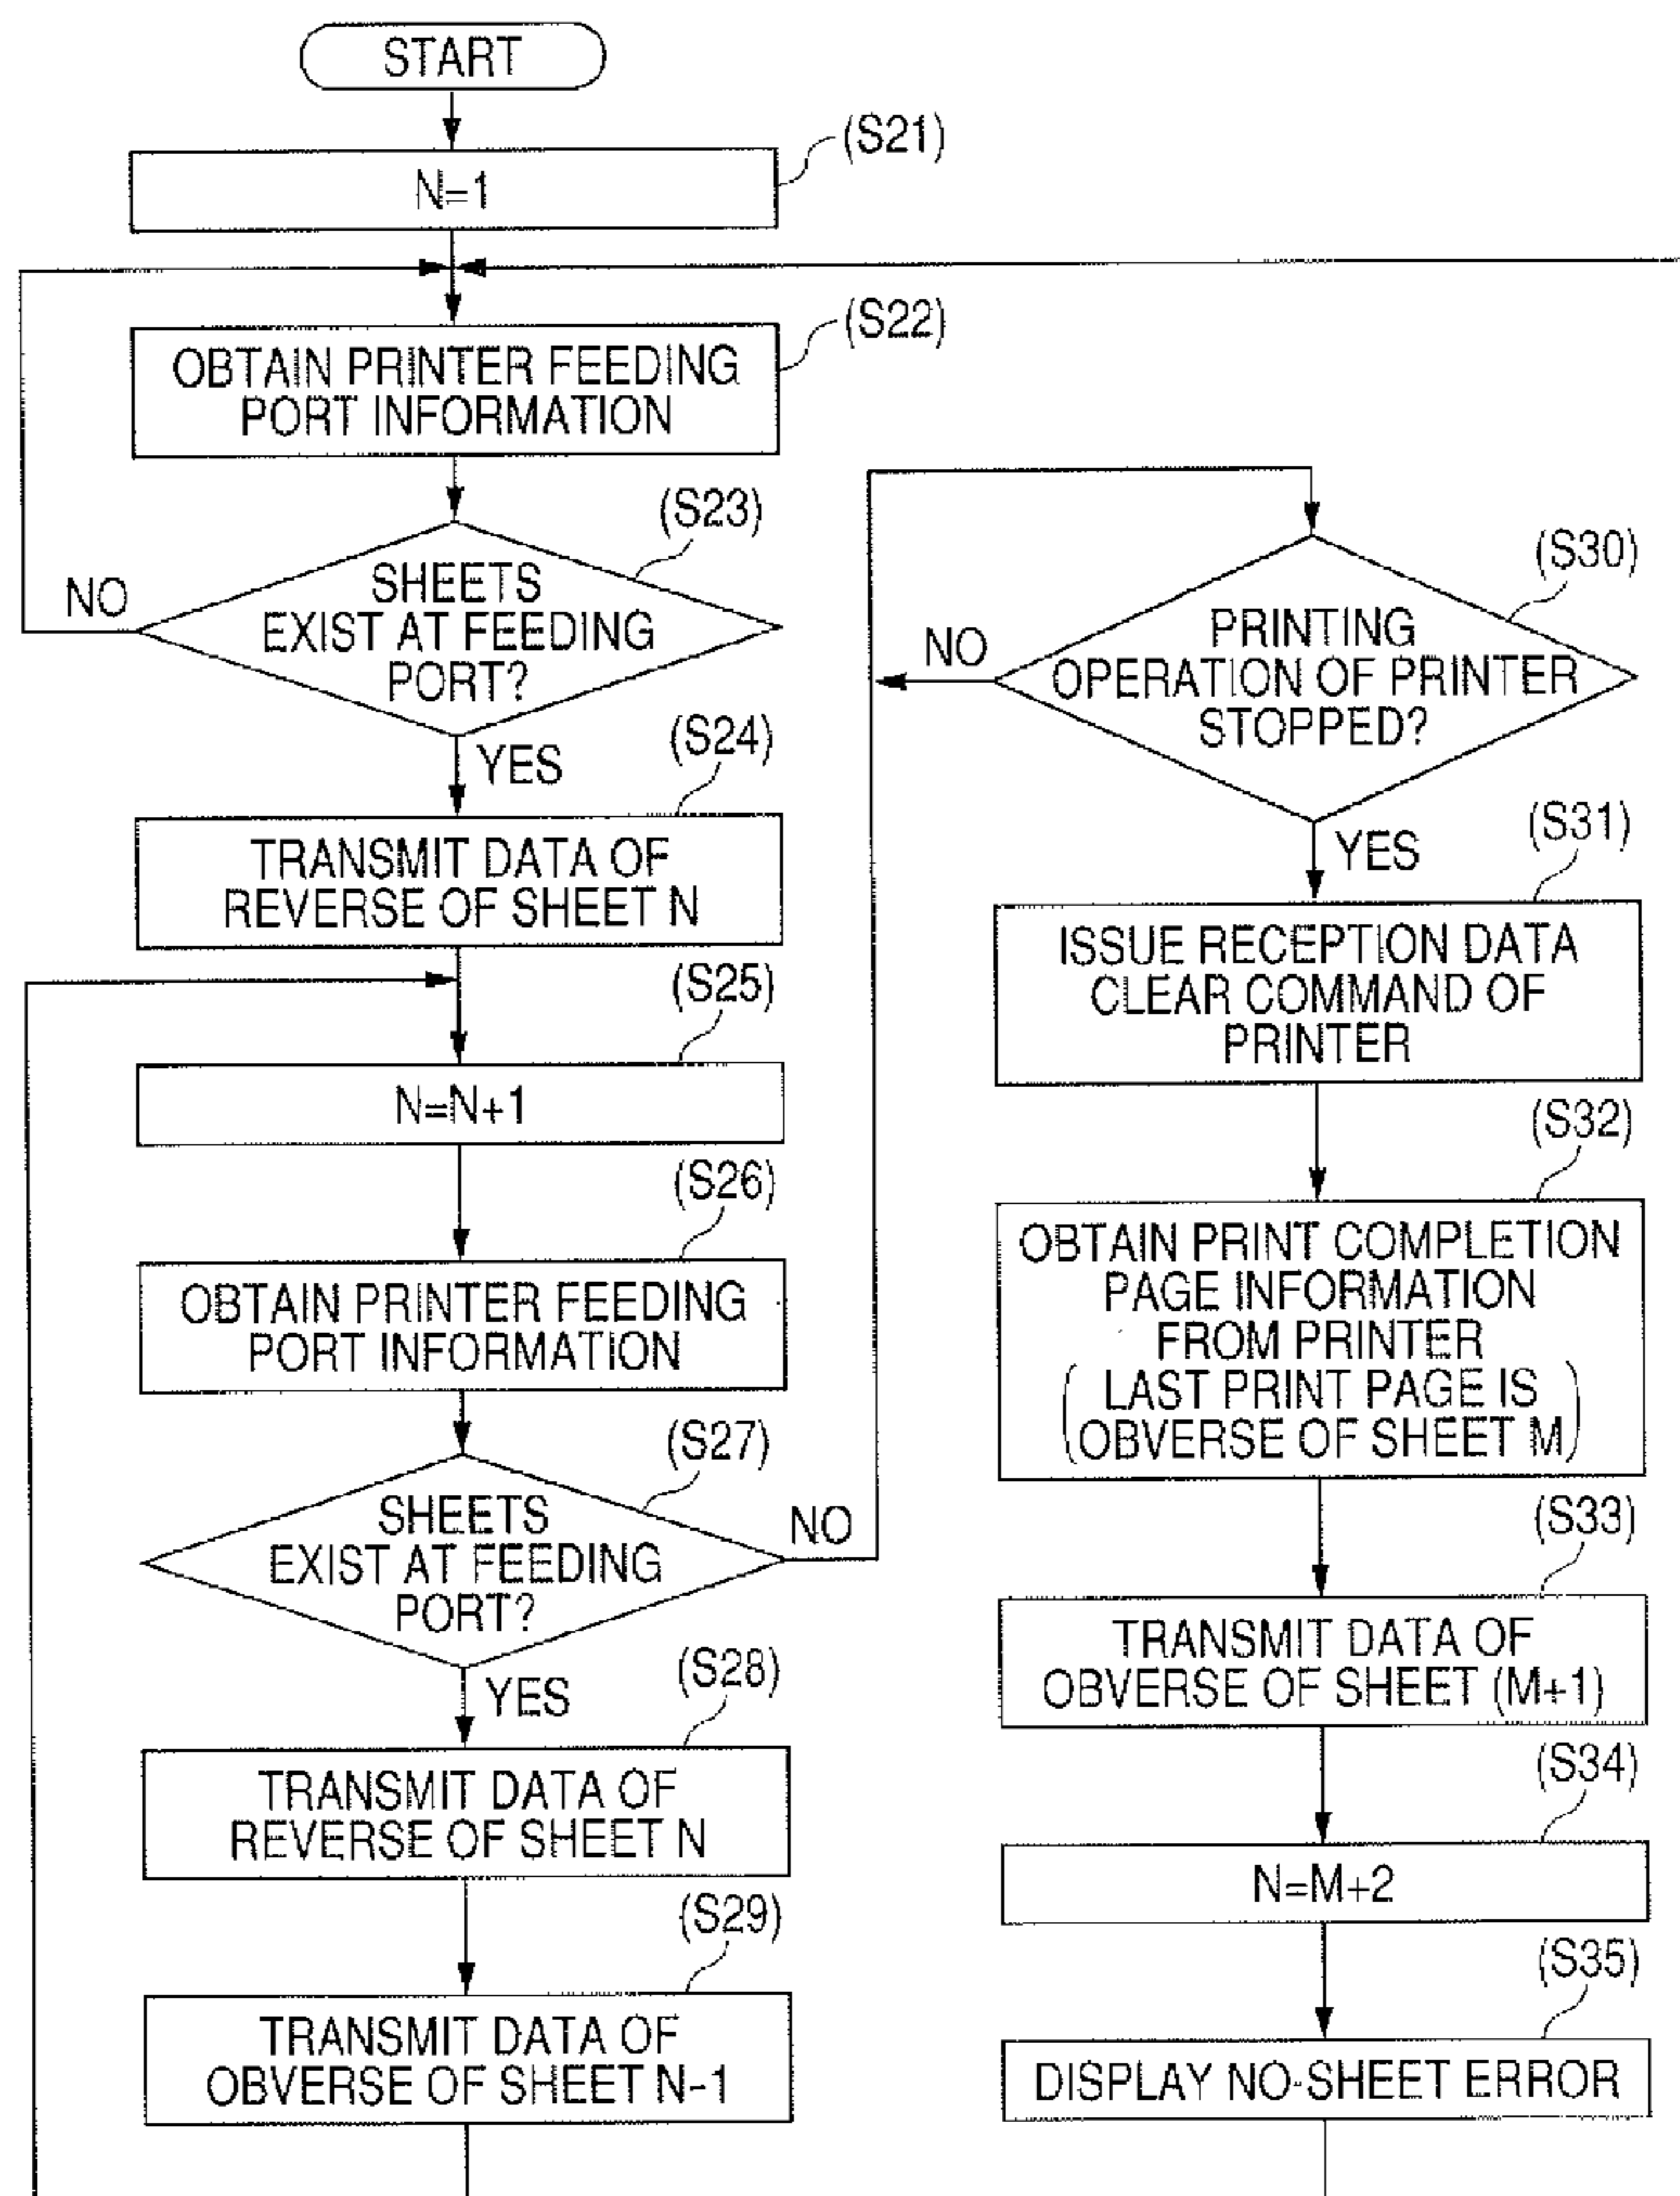 START
(S21)
N=1
(S22)
OBTAIN PRINTER FEEDING
PORT INFORMATION
(S23)
SHEETS
EXIST AT FEEDING
PORT?
NO
YES
(S24)
TRANSMIT DATA OF
REVERSE OF SHEET N
(S25)
N=N+1
(S26)
OBTAIN PRINTER FEEDING
PORT INFORMATION
(S27)
SHEETS
EXIST AT FEEDING
PORT?
NO
YES
(S28)
TRANSMIT DATA OF
REVERSE OF SHEET N
(S29)
TRANSMIT DATA OF
OBVERSE OF SHEET N-1
(S30)
PRINTING
OPERATION OF PRINTER
STOPPED?
NO
YES
(S31)
ISSUE RECEPTION DATA
CLEAR COMMAND OF
PRINTER
(S32)
OBTAIN PRINT COMPLETION
PAGE INFORMATION
FROM PRINTER
(LAST PRINT PAGE IS
OBVERSE OF SHEET M)
(S33)
TRANSMIT DATA OF
OBVERSE OF SHEET (M+1)
(S34)
N=M+2
(S35)
DISPLAY NO-SHEET ERROR